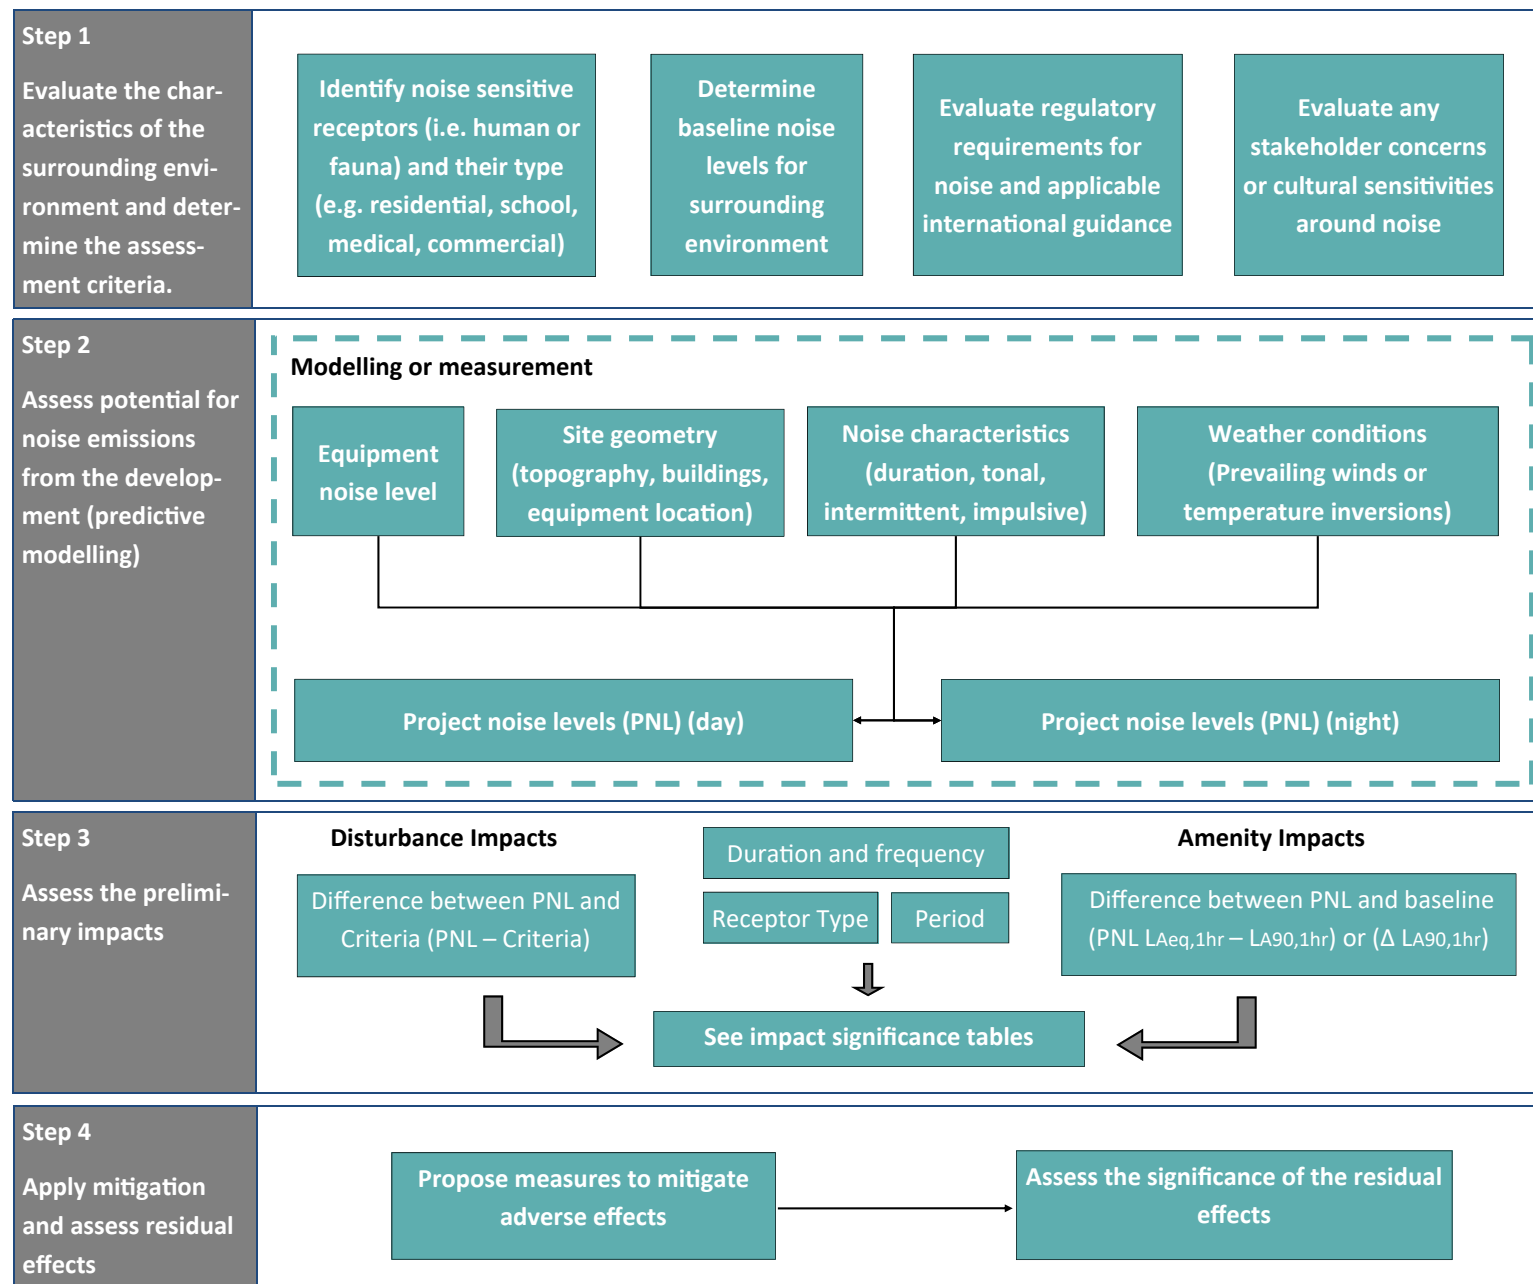 Step 1
Evaluate the char-
acteristics of the
surrounding envi-
ronment and deter-
mine the assess-
ment criteria.
Identify noise sensitive
receptors (i.e. human or
fauna) and their type
(e.g. residential, school,
medical, commercial)
Determine
baseline noise
levels for
surrounding
environment
Evaluate regulatory
requirements for
noise and applicable
international guidance
Evaluate any
stakeholder concerns
or cultural sensitivities
around noise
Step 2
Assess potential for
noise emissions
from the develop-
ment (predictive
modelling)
Modelling or measurement
Equipment
noise level
Site geometry
(topography, buildings,
equipment location)
Noise characteristics
(duration, tonal,
intermittent, impulsive)
Weather conditions
(Prevailing winds or
temperature inversions)
Project noise levels (PNL) (day)
Project noise levels (PNL) (night)
Step 3
Assess the prelimi-
nary impacts
Disturbance Impacts
Difference between PNL and
Criteria (PNL – Criteria)
Duration and frequency
Receptor Type
Period
Amenity Impacts
Difference between PNL and baseline
(PNL LAeq,1hr – LA90,1hr) or (Δ LA90,1hr)
See impact significance tables
Step 4
Apply mitigation
and assess residual
effects
Propose measures to mitigate
adverse effects
Assess the significance of the residual
effects